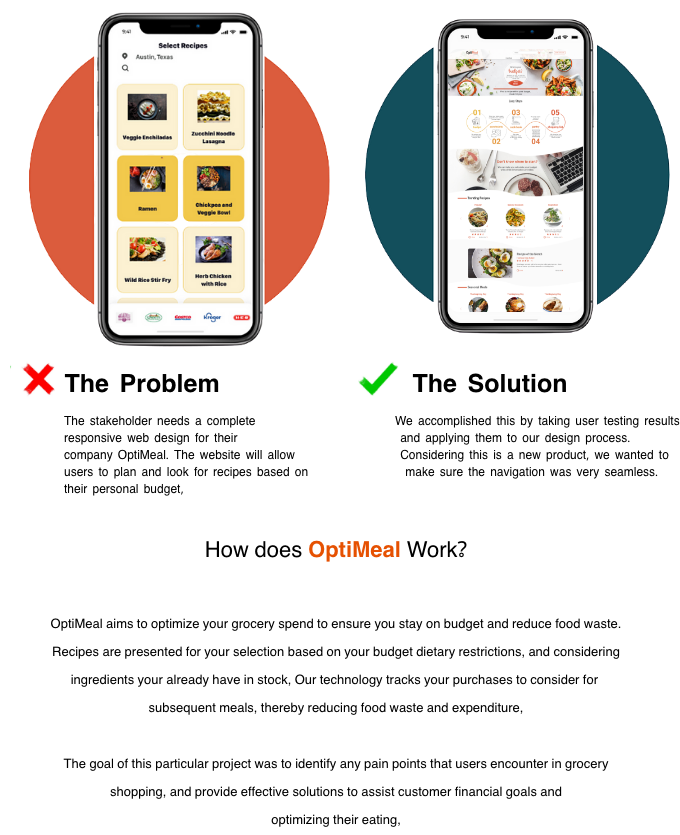 9:41
Select Recipes
Austin, Texas
Veggie Enchiladas
Zucchini Noodle
Lasagna
Ramen
Chickpea and
Veggie Bowl
Wild Rice Stir Fry
Herb Chicken
with Rice
Costco
Kroger
H-E-B
9:41
OptiMeal
01
03
05
02
04
Trending Recipes
The Problem
The stakeholder needs a complete
responsive web design for their
company OptiMeal. The website will allow
users to plan and look for recipes based on
their personal budget,
The Solution
We accomplished this by taking user testing results
and applying them to our design process.
Considering this is a new product, we wanted to
make sure the navigation was very seamless.
How does OptiMeal Work?
OptiMeal aims to optimize your grocery spend to ensure you stay on budget and reduce food waste.
Recipes are presented for your selection based on your budget dietary restrictions, and considering
ingredients your already have in stock, Our technology tracks your purchases to consider for
subsequent meals, thereby reducing food waste and expenditure,
The goal of this particular project was to identify any pain points that users encounter in grocery
shopping, and provide effective solutions to assist customer financial goals and
optimizing their eating,